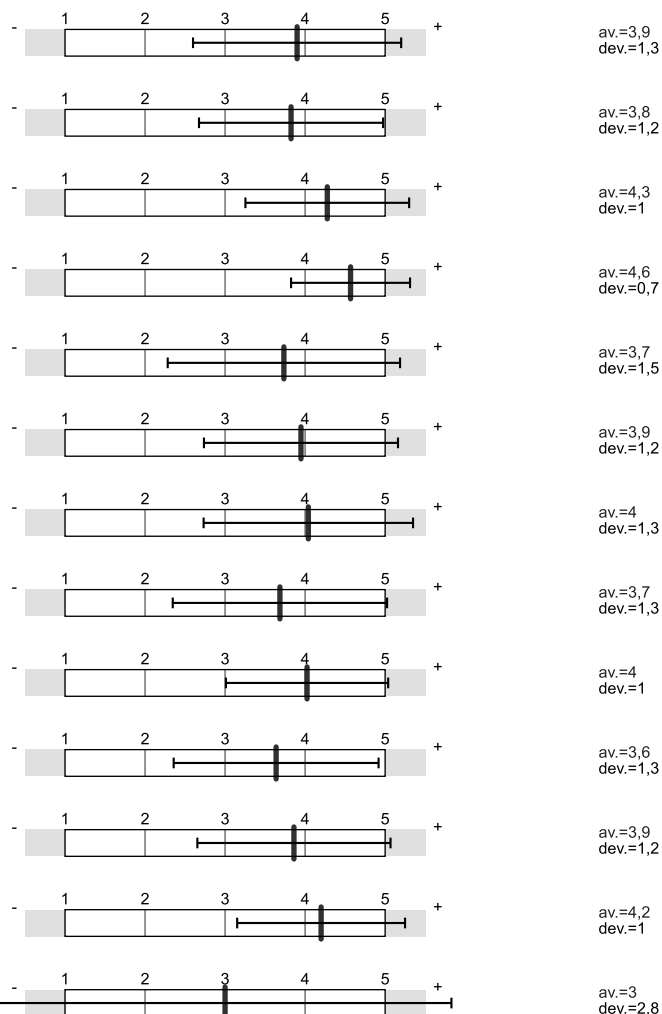 - 1 2 3 4 5 + av.=3,9
dev.=1,3
- 1 2 3 4 5 + av.=3,8
dev.=1,2
- 1 2 3 4 5 + av.=4,3
dev.=1
- 1 2 3 4 5 + av.=4,6
dev.=0,7
- 1 2 3 4 5 + av.=3,7
dev.=1,5
- 1 2 3 4 5 + av.=3,9
dev.=1,2
- 1 2 3 4 5 + av.=4
dev.=1,3
- 1 2 3 4 5 + av.=3,7
dev.=1,3
- 1 2 3 4 5 + av.=4
dev.=1
- 1 2 3 4 5 + av.=3,6
dev.=1,3
- 1 2 3 4 5 + av.=3,9
dev.=1,2
- 1 2 3 4 5 + av.=4,2
dev.=1
- 1 2 3 4 5 + av.=3
dev.=2,8